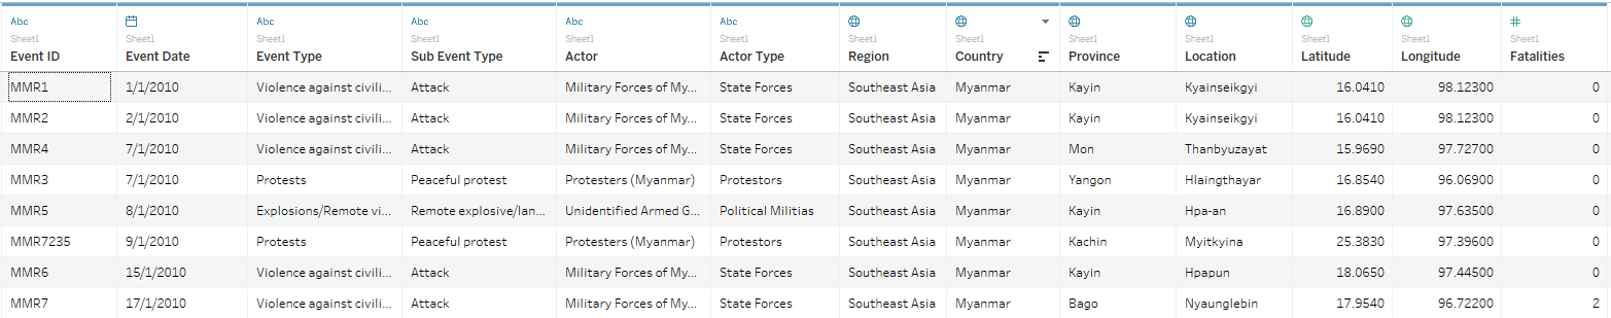 Abc Abc Abc Abc Abc #
Sheet1 Sheet1 Sheet1 Sheet1 Sheet1 Sheet1 Sheet1 Sheet1 Sheet1 Sheet1 Sheet1 Sheet1 Sheet1
Event ID Event Date Event Type Sub Event Type Actor Actor Type Region Country Province Location Latitude Longitude Fatalities
MMR1 1/1/2010 Violence against civili... Attack Military Forces of My... State Forces Southeast Asia Myanmar Kayin Kyainseikgyi 16.0410 98.12300 0
MMR2 2/1/2010 Violence against civili... Attack Military Forces of My... State Forces Southeast Asia Myanmar Kayin Kyainseikgyi 16.0410 98.12300 0
MMR4 7/1/2010 Violence against civili... Attack Military Forces of My... State Forces Southeast Asia Myanmar Mon Thanbyuzayat 15.9690 97.72700 0
MMR3 7/1/2010 Protests Peaceful protest Protesters (Myanmar) Protestors Southeast Asia Myanmar Yangon Hlaingthayar 16.8540 96.06900 0
MMR5 8/1/2010 Explosions/Remote vi... Remote explosive/lan... Unidentified Armed G... Political Militias Southeast Asia Myanmar Kayin Hpa-an 16.8900 97.63500 0
MMR7235 9/1/2010 Protests Peaceful protest Protesters (Myanmar) Protestors Southeast Asia Myanmar Kachin Myitkyina 25.3830 97.39600 0
MMR6 15/1/2010 Violence against civili... Attack Military Forces of My... State Forces Southeast Asia Myanmar Kayin Hpapun 18.0650 97.44500 0
MMR7 17/1/2010 Violence against civili... Attack Military Forces of My... State Forces Southeast Asia Myanmar Bago Nyaunglebin 17.9540 96.72200 2